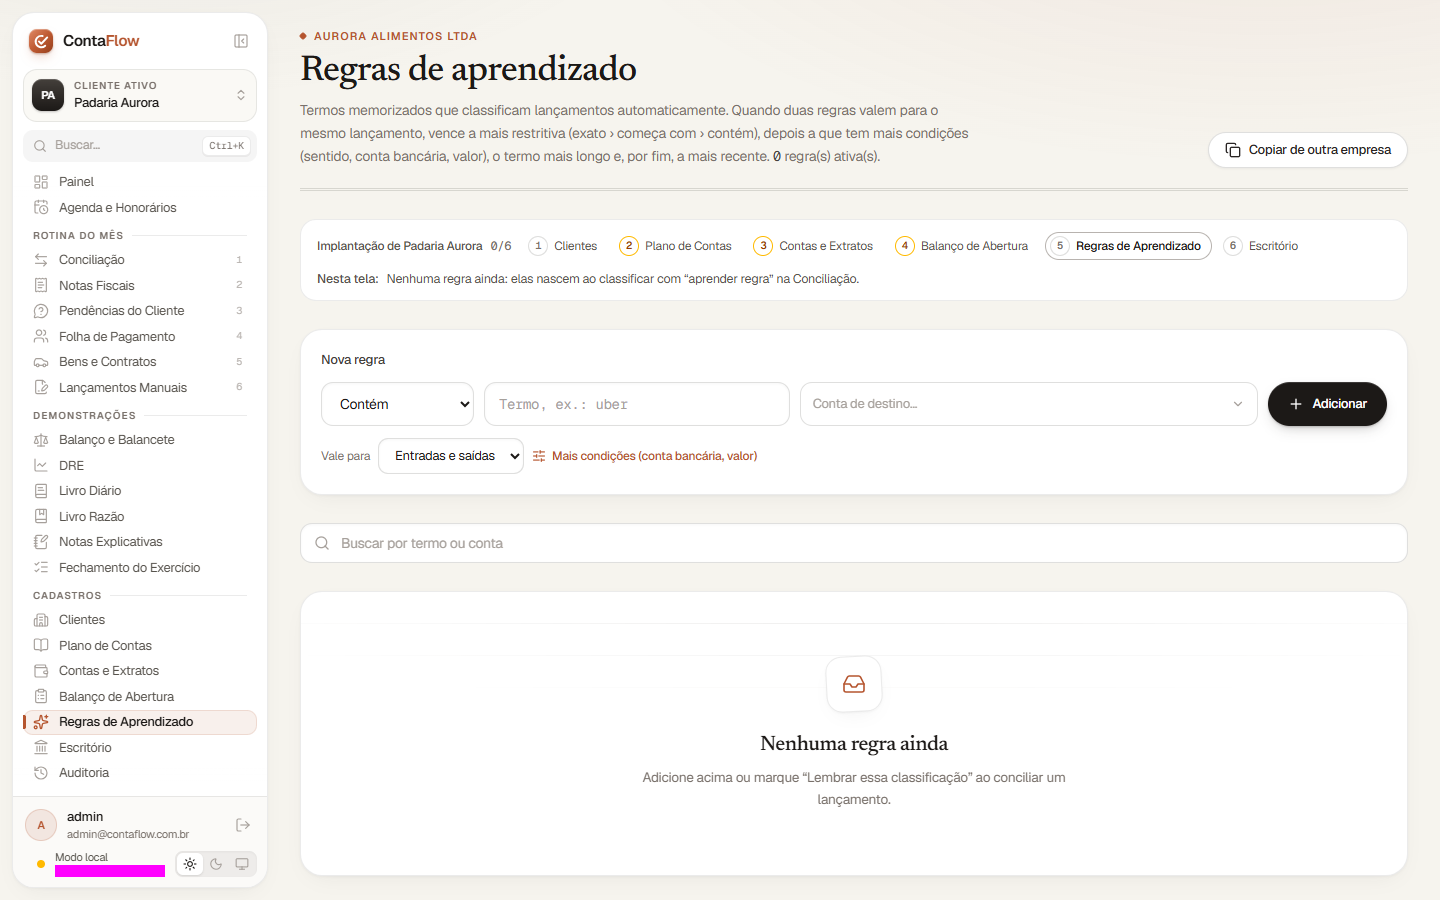 ContaFlow
PA
CLIENTE ATIVO
Padaria Aurora
Buscar...
Ctrl+K
Painel
Agenda e Honorários
ROTINA DO MÊS
Conciliação 1
Notas Fiscais 2
Pendências do Cliente 3
Folha de Pagamento 4
Bens e Contratos 5
Lançamentos Manuais 6
DEMONSTRAÇÕES
Balanço e Balancete
DRE
Livro Diário
Livro Razão
Notas Explicativas
Fechamento do Exercício
CADASTROS
Clientes
Plano de Contas
Contas e Extratos
Balanço de Abertura
Regras de Aprendizado
Escritório
Auditoria
A
admin
admin@contaflow.com.br
Modo local
AURORA ALIMENTOS LTDA
Regras de aprendizado
Termos memorizados que classificam lançamentos automaticamente. Quando duas regras valem para o
mesmo lançamento, vence a mais restritiva (exato › começa com › contém), depois a que tem mais condições
(sentido, conta bancária, valor), o termo mais longo e, por fim, a mais recente. 0 regra(s) ativa(s).
Copiar de outra empresa
Implantação de Padaria Aurora 0/6 1 Clientes 2 Plano de Contas 3 Contas e Extratos 4 Balanço de Abertura 5 Regras de Aprendizado 6 Escritório
Nesta tela: Nenhuma regra ainda: elas nascem ao classificar com “aprender regra” na Conciliação.
Nova regra
Contém
Termo, ex.: uber
Conta de destino...
Adicionar
Vale para
Entradas e saídas
Mais condições (conta bancária, valor)
Buscar por termo ou conta
Nenhuma regra ainda
Adicione acima ou marque “Lembrar essa classificação” ao conciliar um
lançamento.